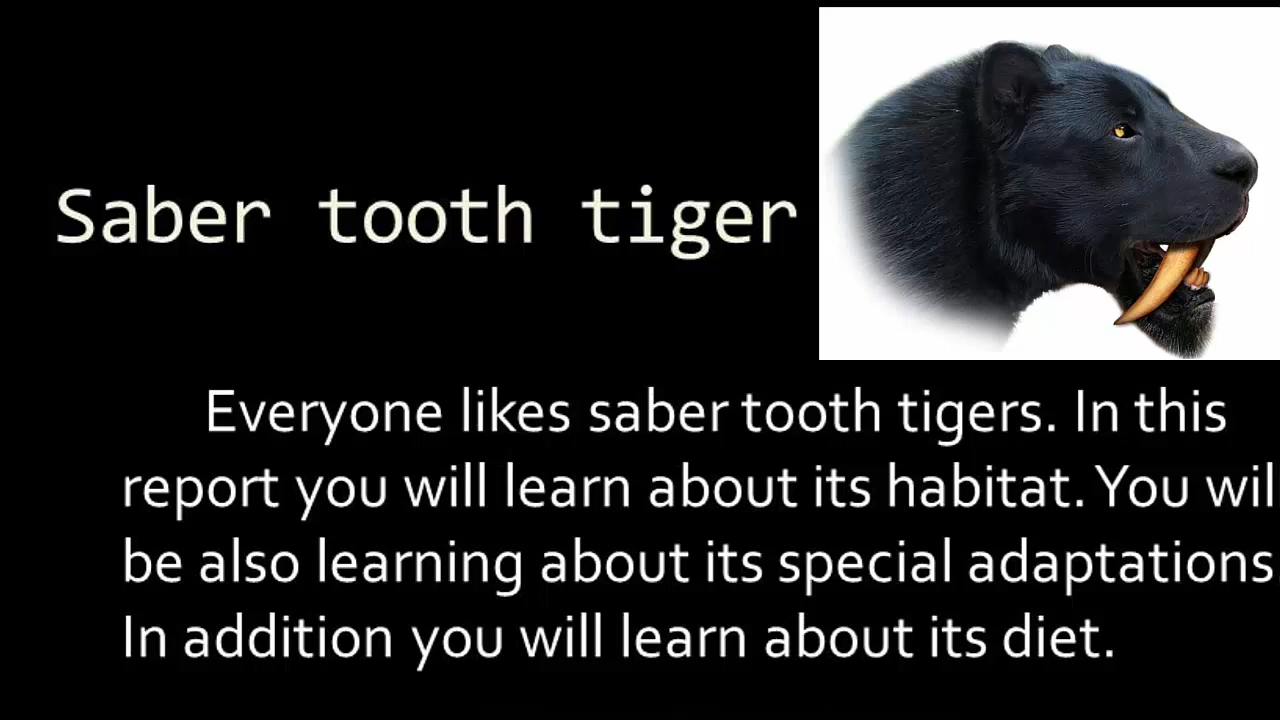 Saber tooth tiger
Everyone likes saber tooth tigers. In this
report you will learn about its habitat. You wil
be also learning about its special adaptations
In addition you will learn about its diet.